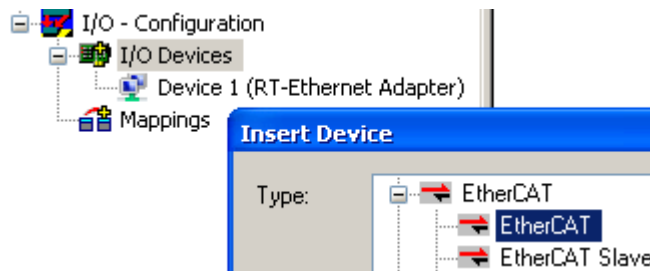 I/O - Configuration
I/O Devices
Device 1 (RT-Ethernet Adapter)
Mappings
Insert Device
Type:
EtherCAT
EtherCAT
EtherCAT Slave